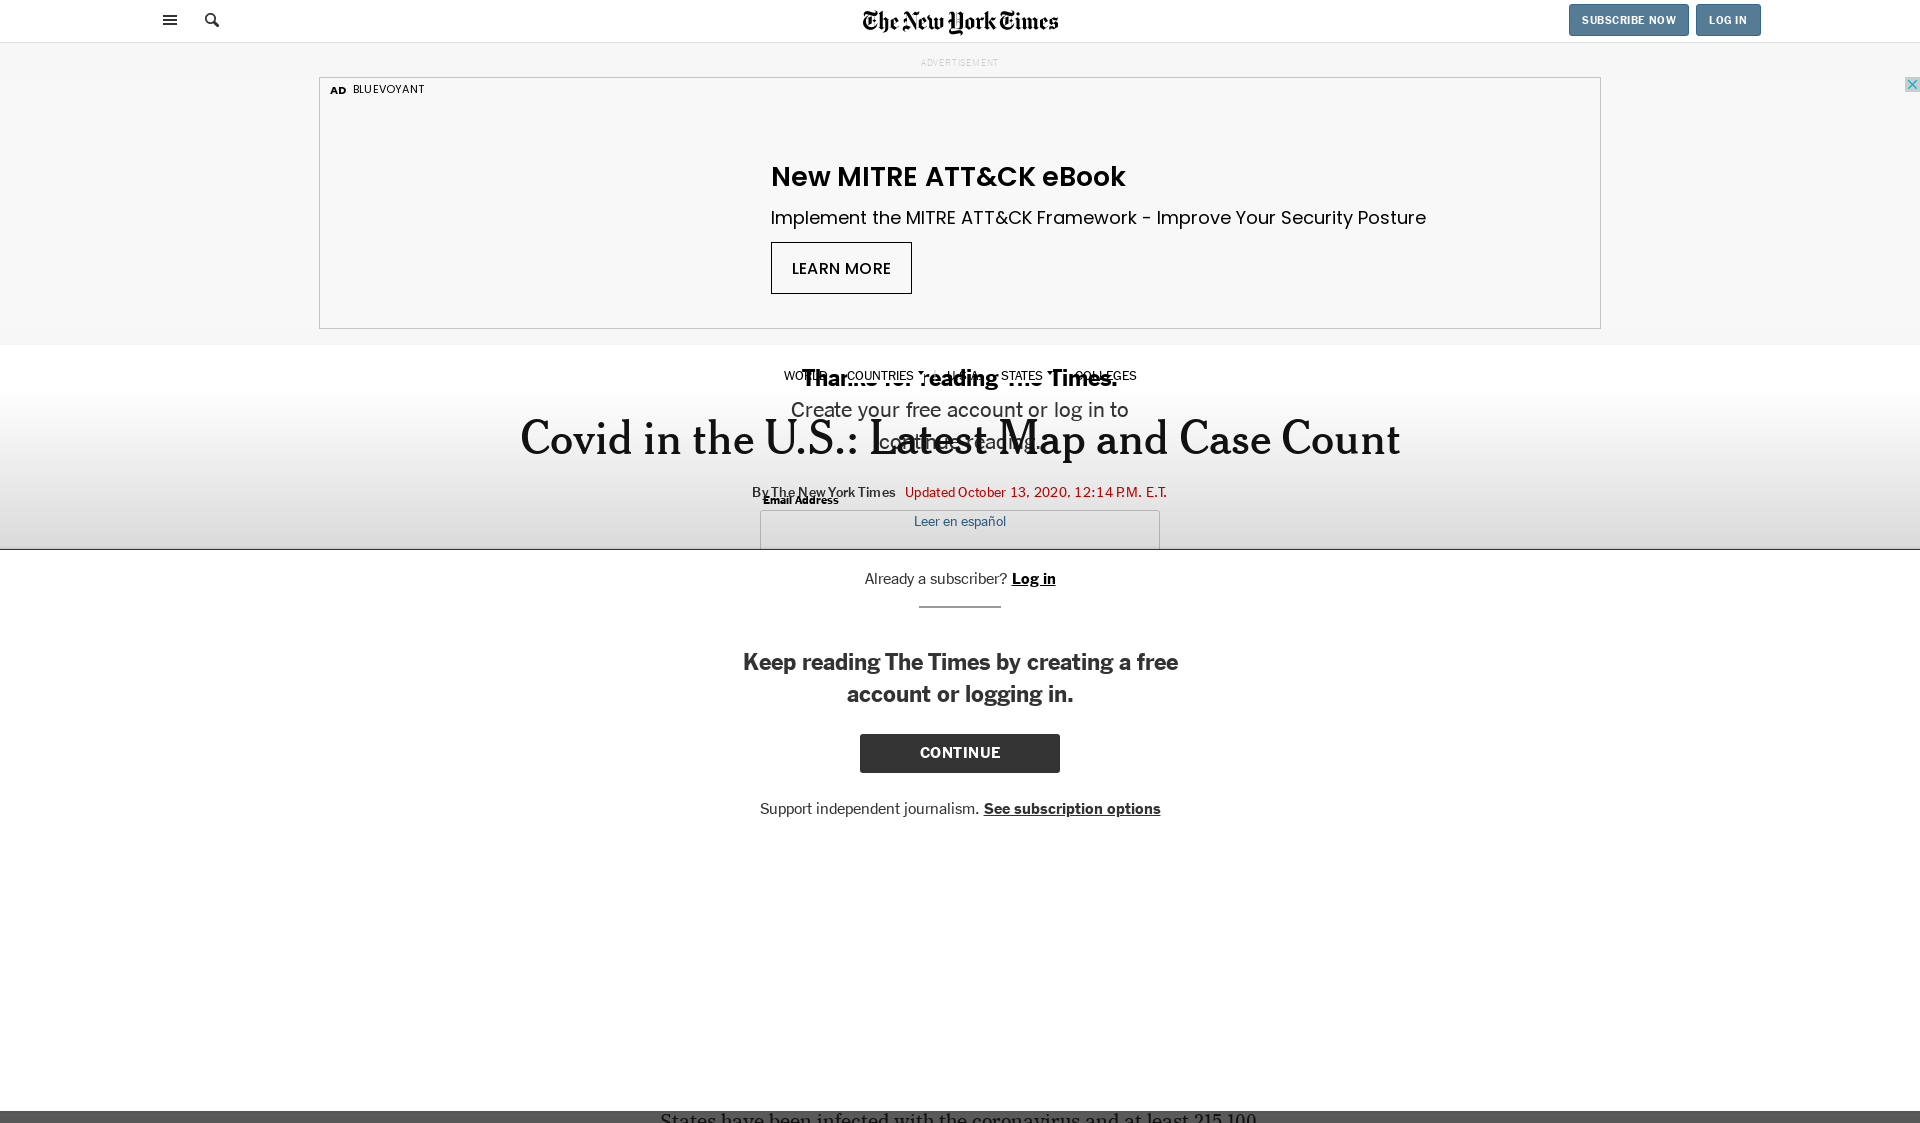 The New York Times
SUBSCRIBE NOW
LOG IN
ADVERTISEMENT
AD BLUEVOYANT
New MITRE ATT&CK eBook
Implement the MITRE ATT&CK Framework - Improve Your Security Posture
LEARN MORE
WORLD COUNTRIES U.S.A. STATES COLLEGES
Thanks for reading The Times.
Create your free account or log in to
continue reading.
Covid in the U.S.: Latest Map and Case Count
By The New York Times Updated October 13, 2020, 12:14 P.M. E.T.
Email Address
Leer en español
Already a subscriber? Log in
Keep reading The Times by creating a free
account or logging in.
CONTINUE
Support independent journalism. See subscription options
States have been infected with the coronavirus and at least 215,100